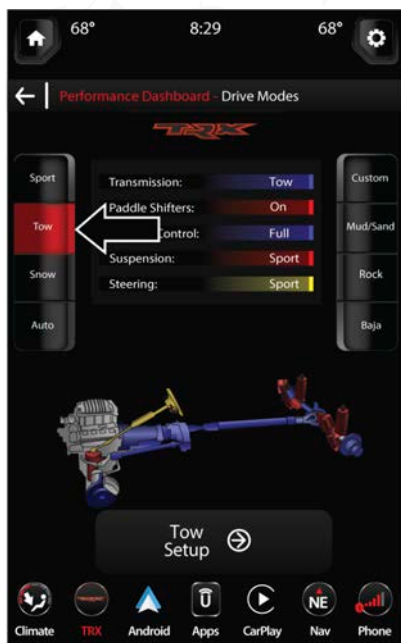 68° 8:29 68°
Performance Dashboard - Drive Modes
TRX
Sport
Tow
Snow
Auto
Transmission: Tow
Paddle Shifters: On
Control: Full
Suspension: Sport
Steering: Sport
Custom
Mud/Sand
Rock
Baja
Tow
Setup
NE
Climate TRX Android Apps CarPlay Nav Phone